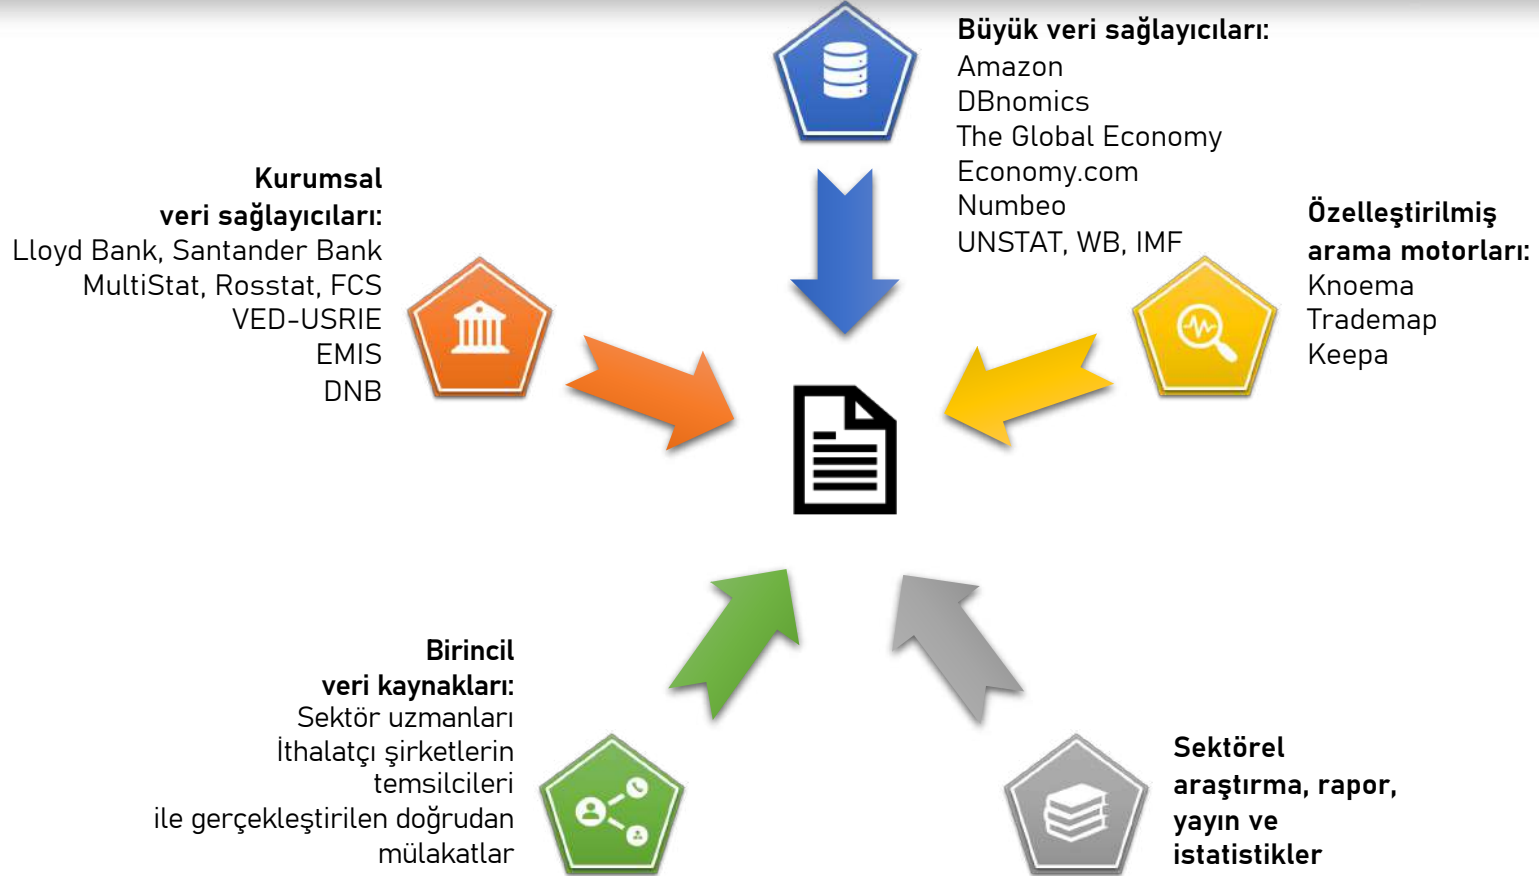 Büyük veri sağlayıcıları:
Amazon
DBnomics
The Global Economy
Economy.com
Numbeo
UNSTAT, WB, IMF
Kurumsal
veri sağlayıcıları:
Lloyd Bank, Santander Bank
MultiStat, Rosstat, FCS
VED-USRIE
EMIS
DNB
Özelleştirilmiş
arama motorları:
Knoema
Trademap
Keepa
Birincil
veri kaynakları:
Sektör uzmanları
İthalatçı şirketlerin
temsilcileri
ile gerçekleştirilen doğrudan
mülakatlar
Sektörel
araştırma, rapor,
yayın ve
istatistikler